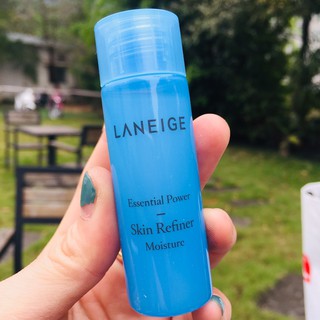 LANEIGE
Essential Power
Skin Refiner
Moisture